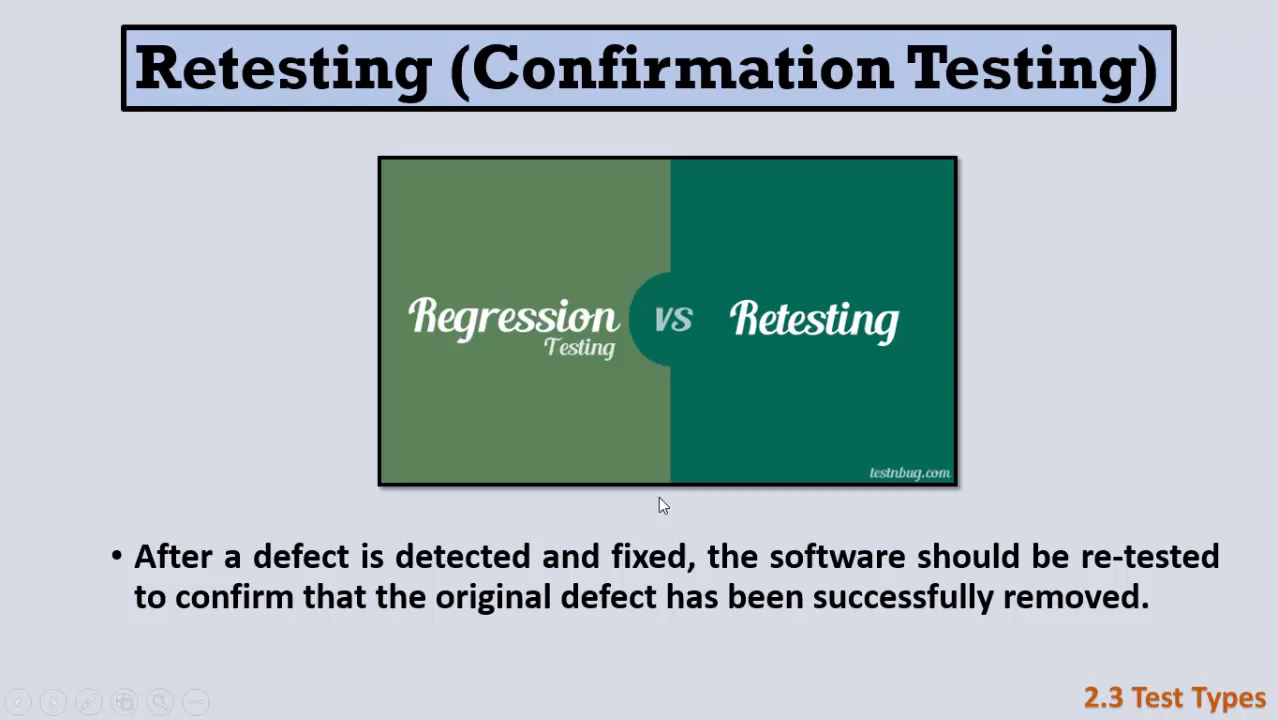 Retesting (Confirmation Testing)
Regression
Testing
vs
Retesting
testnbug.com
• After a defect is detected and fixed, the software should be re-tested
to confirm that the original defect has been successfully removed.
2.3 Test Types